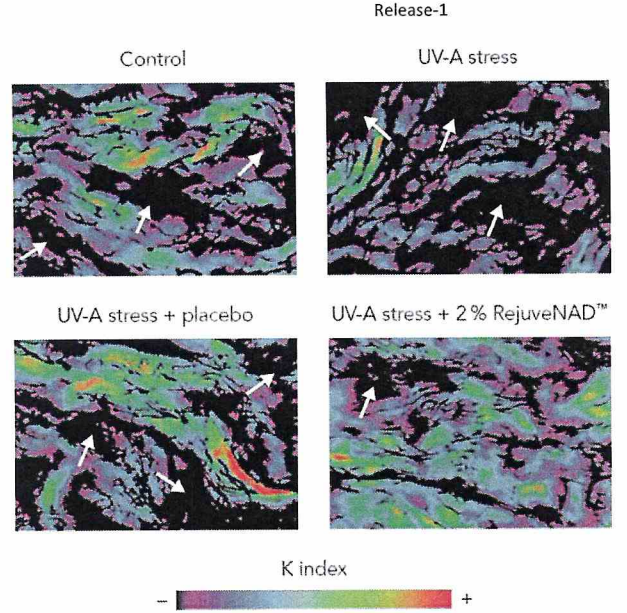 Release-1
Control
UV-A stress
UV-A stress + placebo
UV-A stress + 2% RejuveNAD™
K index
– +